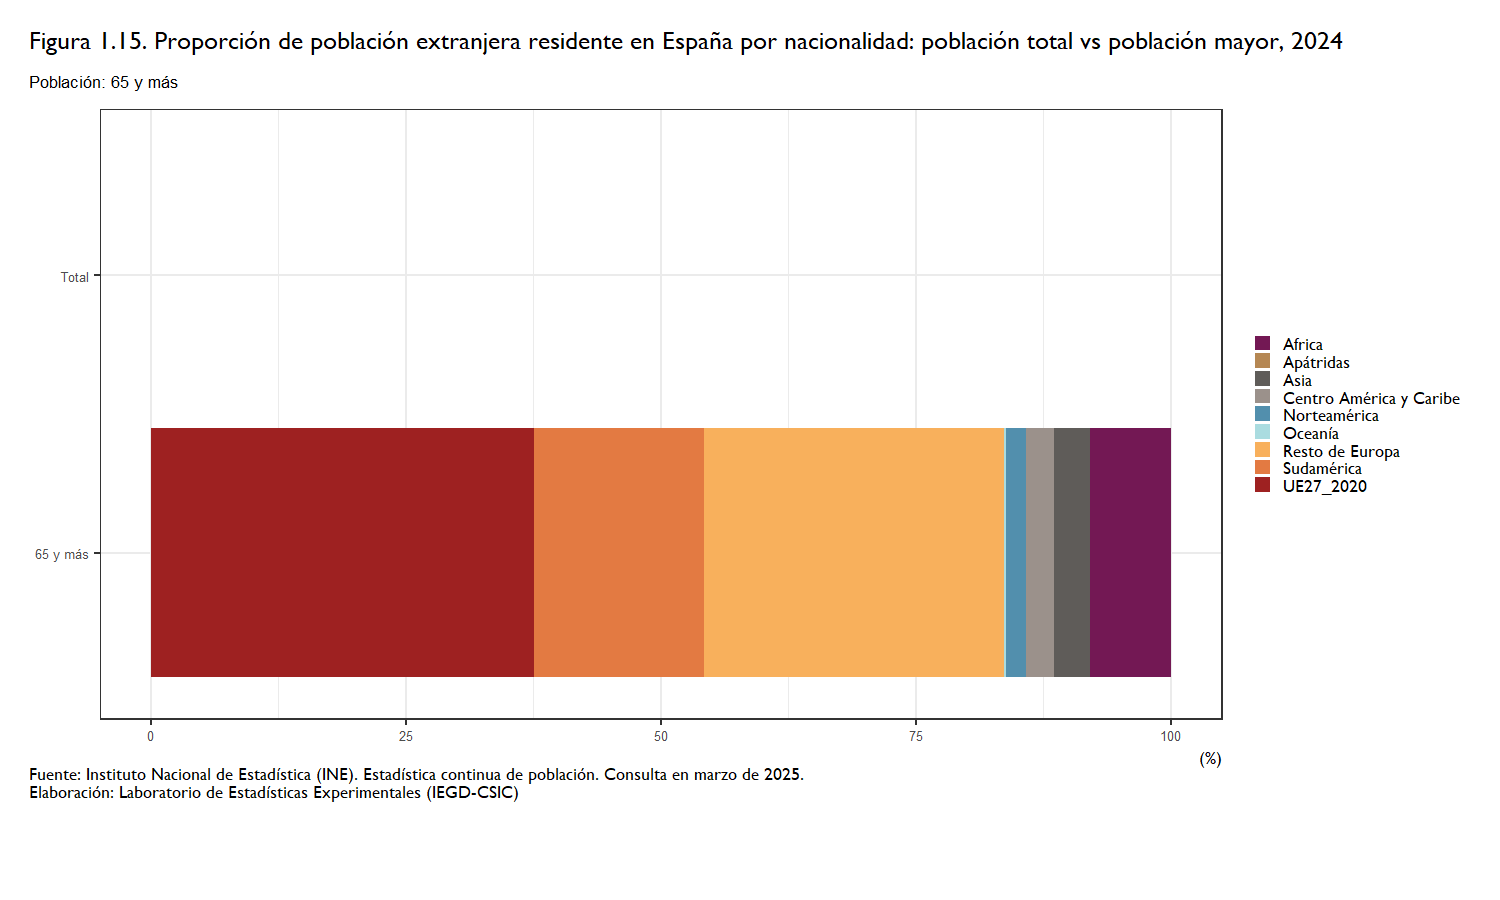 Figura 1.15. Proporción de población extranjera residente en España por nacionalidad: población total vs población mayor, 2024
Población: 65 y más
Total
65 y más
0
25
50
75
100
(%)
Africa
Apátridas
Asia
Centro América y Caribe
Norteamérica
Oceanía
Resto de Europa
Sudamérica
UE27_2020
Fuente: Instituto Nacional de Estadística (INE). Estadística continua de población. Consulta en marzo de 2025.
Elaboración: Laboratorio de Estadísticas Experimentales (IEGD-CSIC)